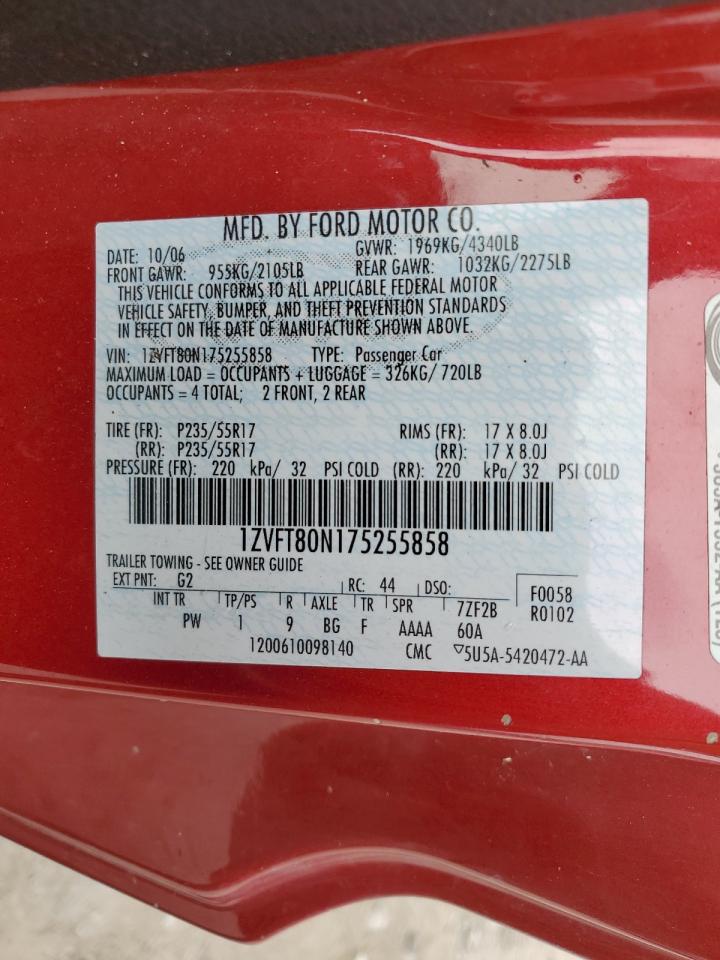 MFD. BY FORD MOTOR CO.
DATE: 10/06 GVWR: 1969KG/4340LB
FRONT GAWR: 955KG/2105LB REAR GAWR: 1032KG/2275LB
THIS VEHICLE CONFORMS TO ALL APPLICABLE FEDERAL MOTOR
VEHICLE SAFETY, BUMPER, AND THEFT PREVENTION STANDARDS
IN EFFECT ON THE DATE OF MANUFACTURE SHOWN ABOVE.
VIN: 1ZVFT80N175255858 TYPE: Passenger Car
MAXIMUM LOAD = OCCUPANTS + LUGGAGE = 326KG/ 720LB
OCCUPANTS = 4 TOTAL; 2 FRONT, 2 REAR
TIRE (FR): P235/55R17 RIMS (FR): 17 X 8.0J
(RR): P235/55R17 (RR): 17 X 8.0J
PRESSURE (FR): 220 kPa/ 32 PSI COLD (RR): 220 kPa/ 32 PSI COLD
1ZVFT80N175255858
TRAILER TOWING - SEE OWNER GUIDE
EXT PNT: G2 RC: 44 DSO: F0058
INT TR TP/PS R AXLE TR SPR 7ZF2B R0102
PW 1 9 BG F AAAA 60A
1200610098140 CMC ▽5U5A-5420472-AA